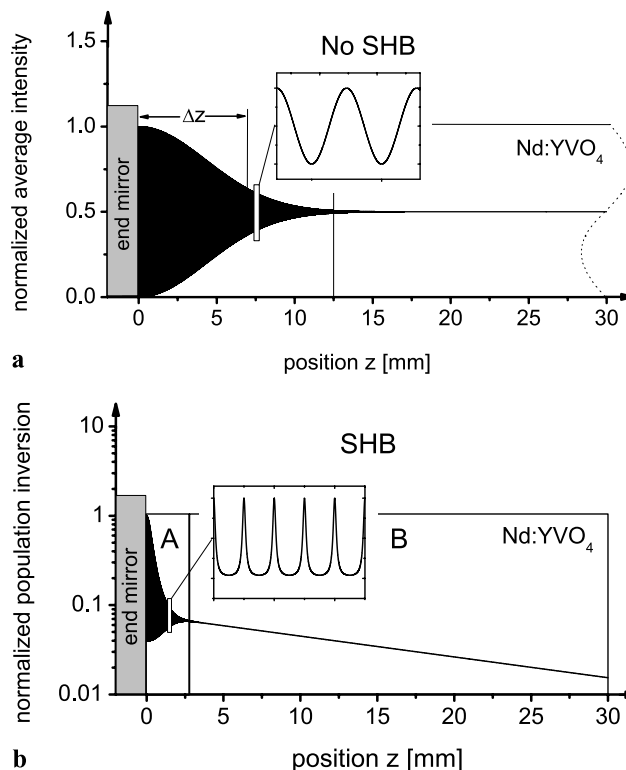 No SHB
Δz
Nd:YVO₄
end mirror
normalized average intensity
1.0
0.5
0.0
0 5 10 15 20 25 30
position z [mm]
a
SHB
A
B
Nd:YVO₄
end mirror
normalized population inversion
10
1
0.1
0.01
0 5 10 15 20 25 30
position z [mm]
b